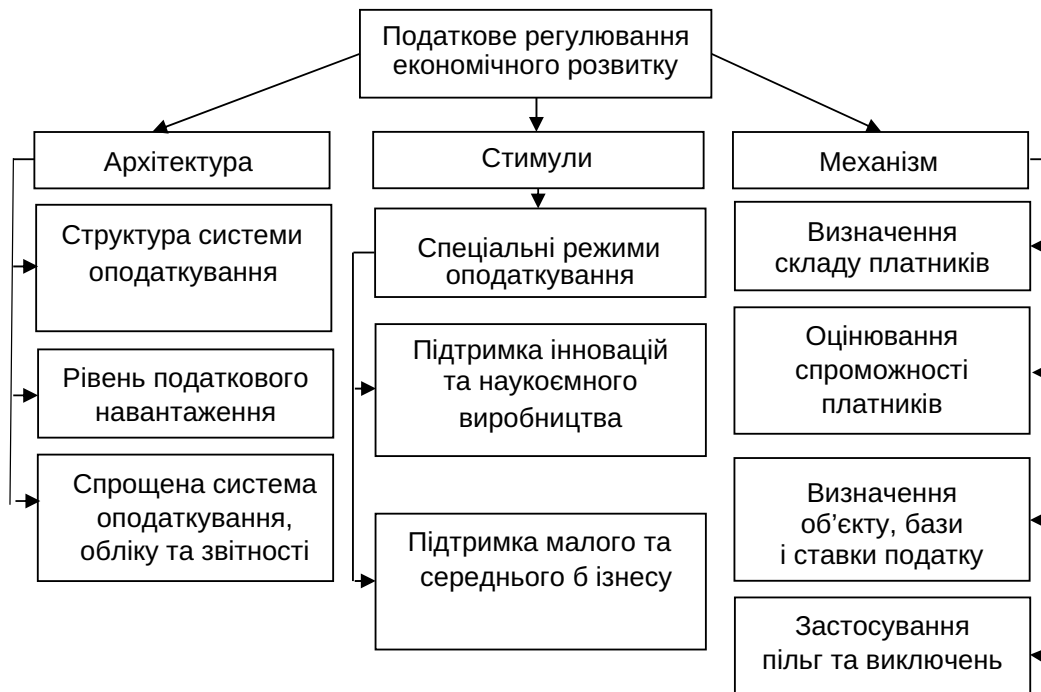 Податкове регулювання
економічного розвитку
Архітектура
Стимули
Механізм
Структура системи
оподаткування
Рівень податкового
навантаження
Спрощена система
оподаткування,
обліку та звітності
Спеціальні режими
оподаткування
Підтримка інновацій
та наукоємного
виробництва
Підтримка малого та
середнього б ізнесу
Визначення
складу платників
Оцінювання
спроможності
платників
Визначення
об’єкту, бази
і ставки податку
Застосування
пільг та виключень